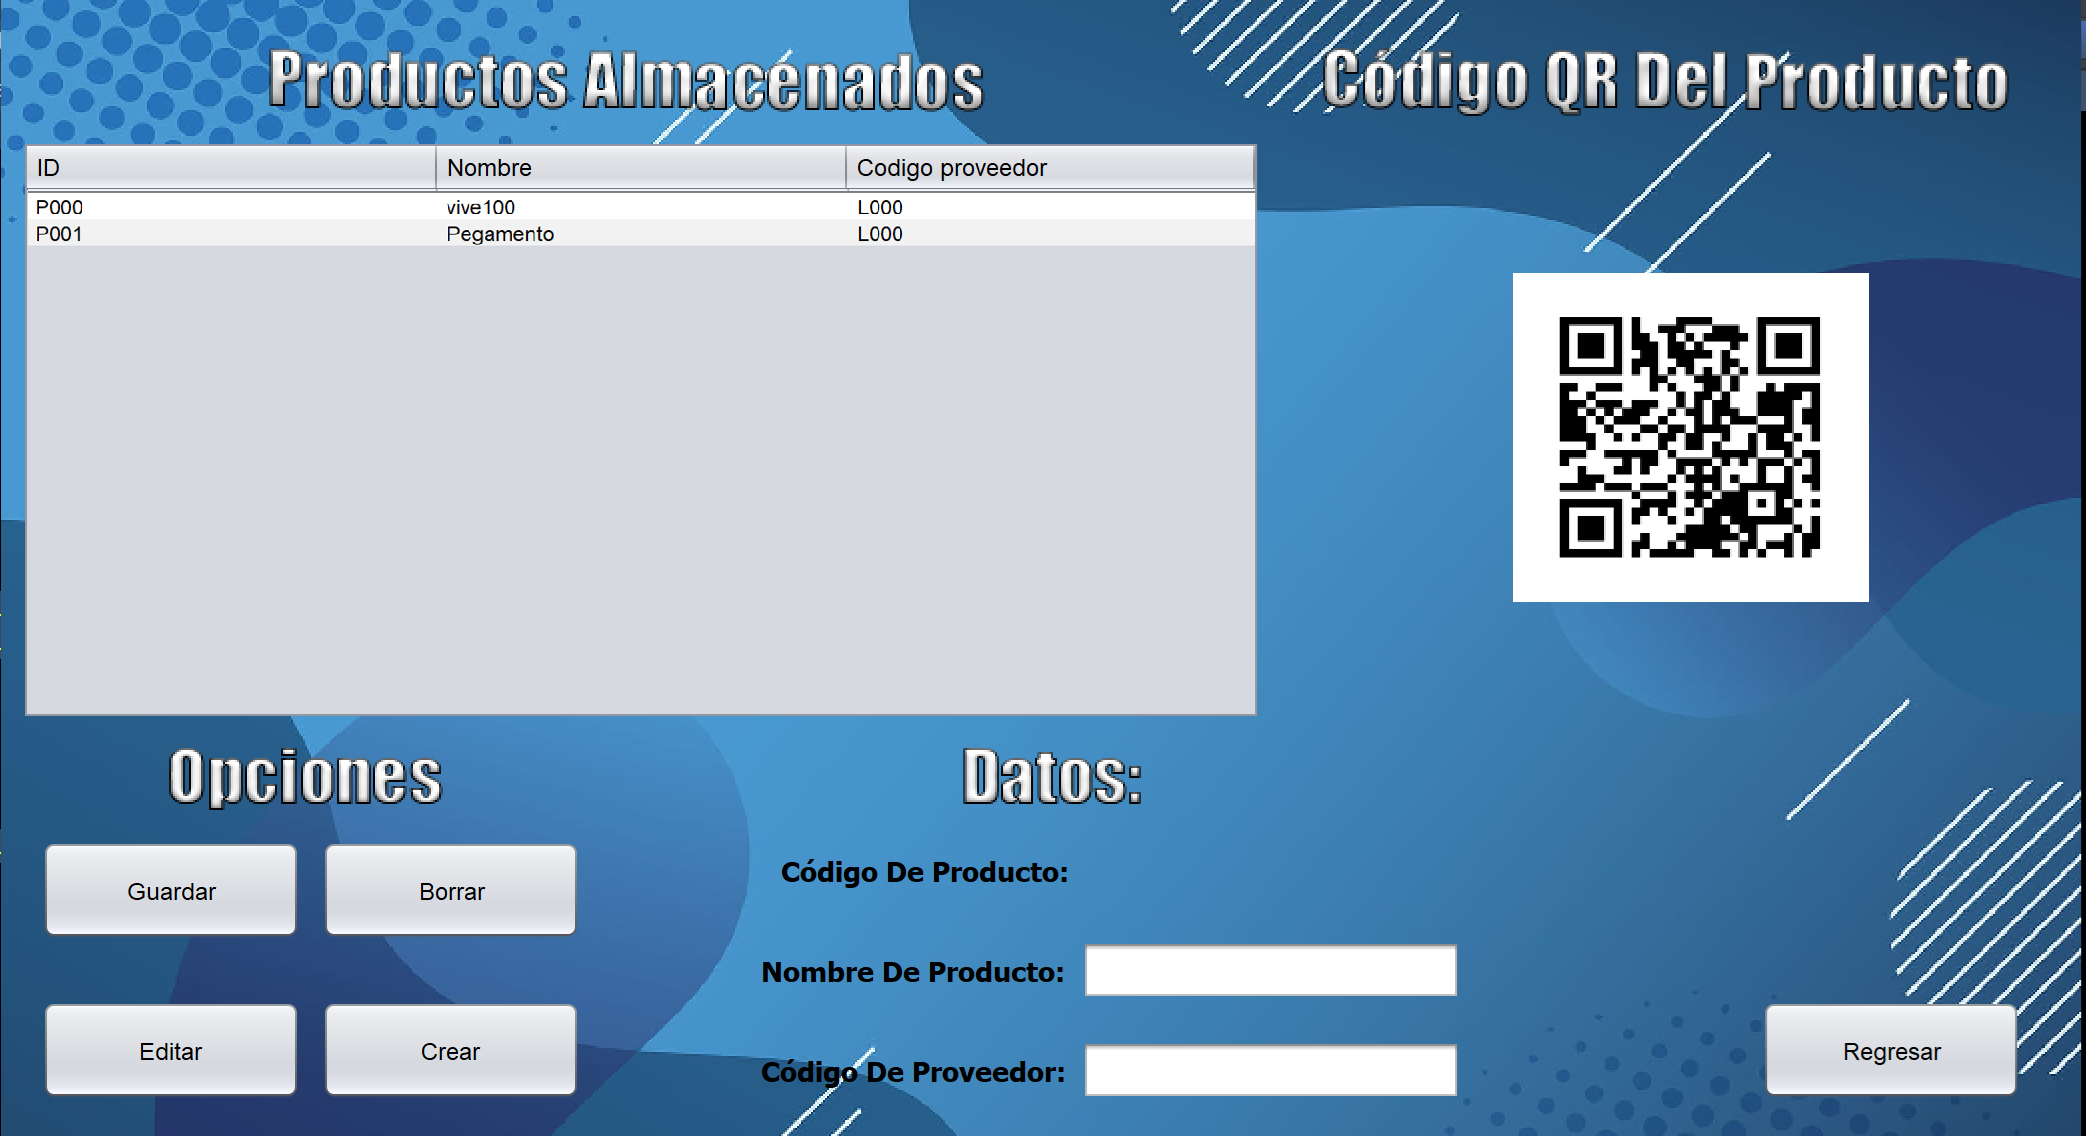 Productos Almacenados
Código QR Del Producto
ID Nombre Codigo proveedor
P000 vive100 L000
P001 Pegamento L000
Opciones
Datos:
Guardar Borrar
Código De Producto:
Nombre De Producto:
Editar Crear
Código De Proveedor:
Regresar